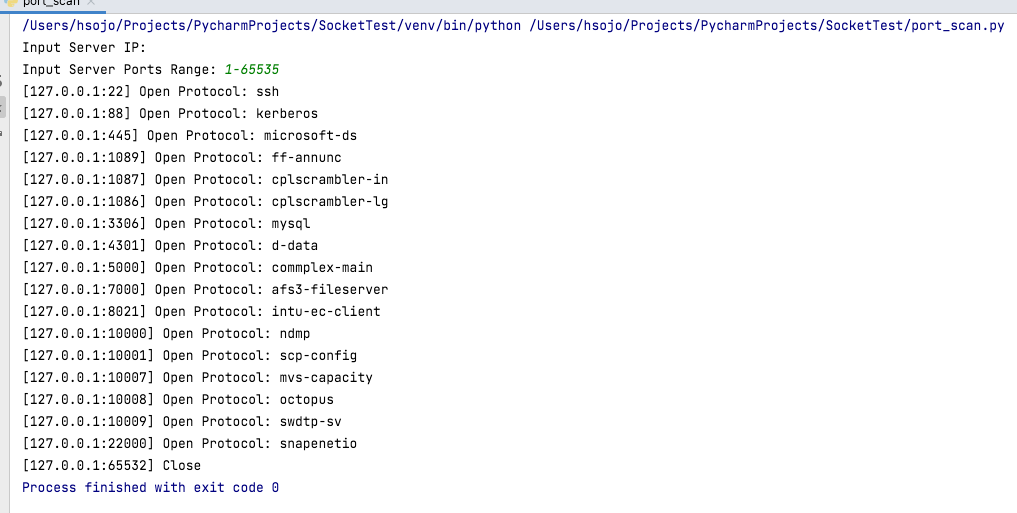 port_scan
/Users/hsojo/Projects/PycharmProjects/SocketTest/venv/bin/python /Users/hsojo/Projects/PycharmProjects/SocketTest/port_scan.py
Input Server IP:
Input Server Ports Range: 1-65535
[127.0.0.1:22] Open Protocol: ssh
[127.0.0.1:88] Open Protocol: kerberos
[127.0.0.1:445] Open Protocol: microsoft-ds
[127.0.0.1:1089] Open Protocol: ff-annunc
[127.0.0.1:1087] Open Protocol: cplscrambler-in
[127.0.0.1:1086] Open Protocol: cplscrambler-lg
[127.0.0.1:3306] Open Protocol: mysql
[127.0.0.1:4301] Open Protocol: d-data
[127.0.0.1:5000] Open Protocol: commplex-main
[127.0.0.1:7000] Open Protocol: afs3-fileserver
[127.0.0.1:8021] Open Protocol: intu-ec-client
[127.0.0.1:10000] Open Protocol: ndmp
[127.0.0.1:10001] Open Protocol: scp-config
[127.0.0.1:10007] Open Protocol: mvs-capacity
[127.0.0.1:10008] Open Protocol: octopus
[127.0.0.1:10009] Open Protocol: swdtp-sv
[127.0.0.1:22000] Open Protocol: snapenetio
[127.0.0.1:65532] Close
Process finished with exit code 0